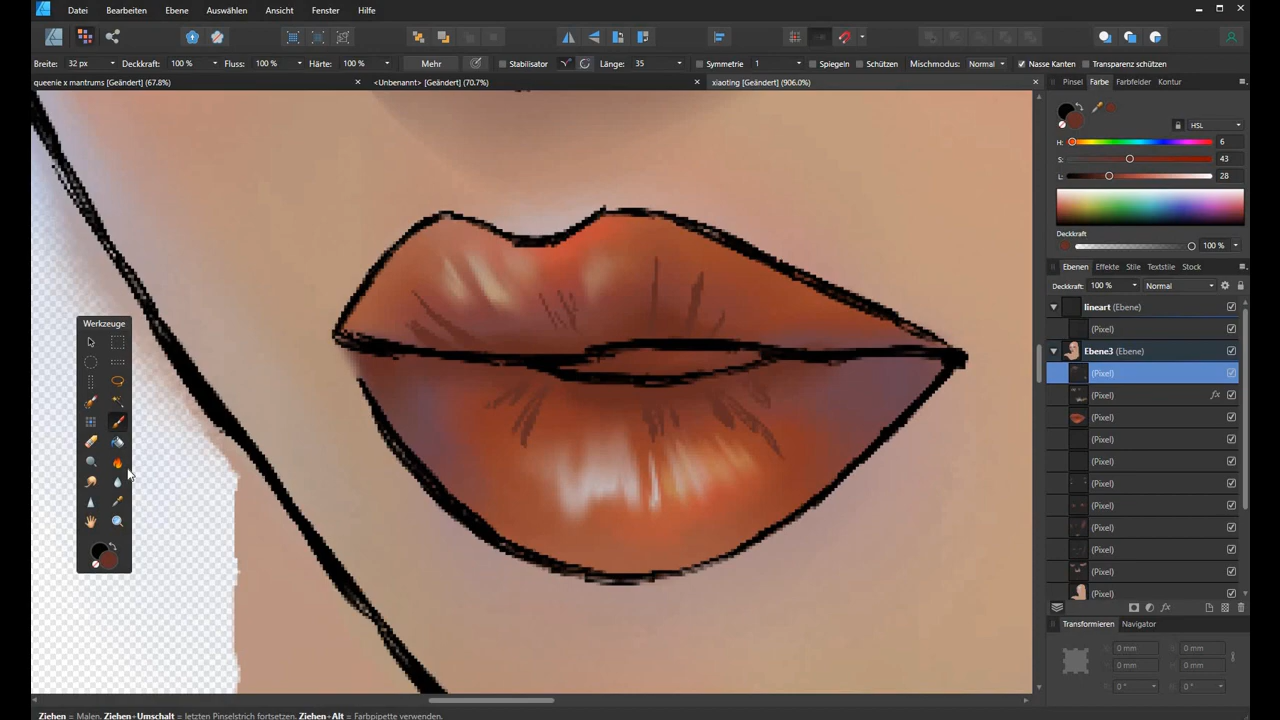 Datei Bearbeiten Ebene Auswählen Ansicht Fenster Hilfe
Breite: 32 px Deckkraft: 100 % Fluss: 100 % Härte: 100 % Mehr Stabilisator Länge: 35 Symmetrie 1 Spiegeln Schützen Mischmodus: Normal Nasse Kanten Transparenz schützen
queenie x mantrums [Geändert] (67.8%) × <Unbenannt> [Geändert] (70.7%) × xiaoting [Geändert] (906.0%) ×
Pinsel Farbe Farbfelder Kontur
HSL
H: 6
S: 43
L: 28
Deckkraft
100 %
Ebenen Effekte Stile Textstile Stock
Deckkraft: 100 % Normal
lineart (Ebene)
(Pixel)
Ebene3 (Ebene)
(Pixel)
(Pixel) fx
(Pixel)
(Pixel)
(Pixel)
(Pixel)
(Pixel)
(Pixel)
(Pixel)
(Pixel)
(Pixel)
fx
Transformieren Navigator
0 mm 0 mm
0 mm 0 mm
0 ° 0 °
Werkzeuge
Ziehen = Malen. Ziehen+Umschalt = letzten Pinselstrich fortsetzen. Ziehen+Alt = Farbpipette verwenden.